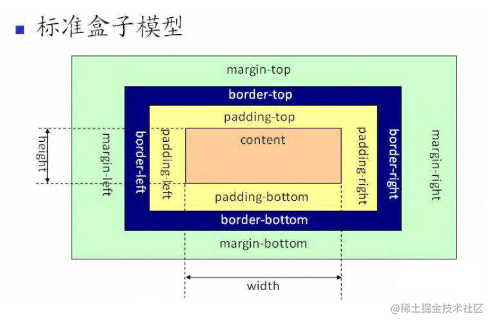 标准盒子模型
margin-top
border-top
padding-top
content
height
margin-left
border-left
padding-left
padding-right
border-right
margin-right
padding-bottom
border-bottom
margin-bottom
width
@稀土掘金技术社区